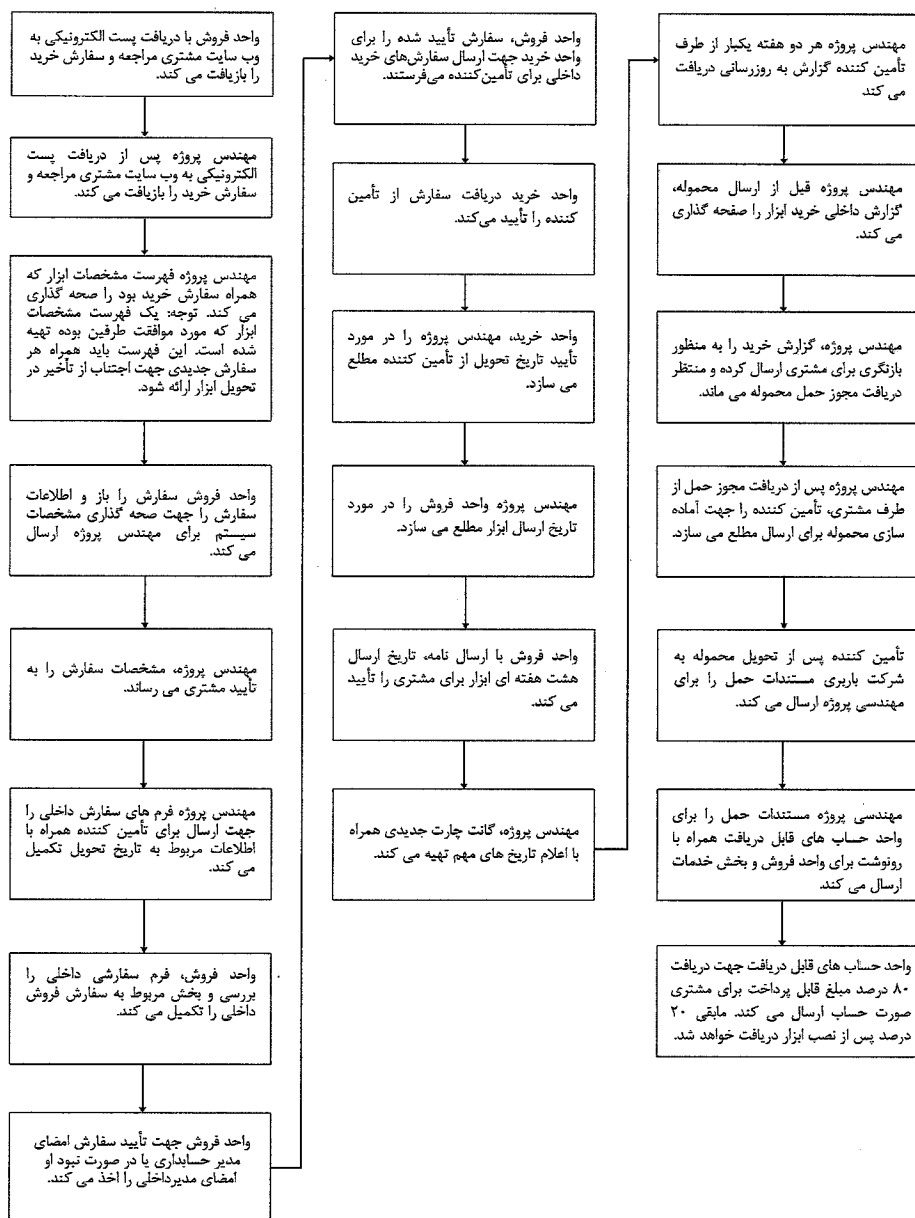 واحد فروش با دریافت پست الکترونیکی به
وب سایت مشتری مراجعه و سفارش خرید
را بازیافت می کند.
مهندس پروژه پس از دریافت پست
الکترونیکی به وب سایت مشتری مراجعه و
سفارش خرید را بازیافت می کند.
مهندس پروژه فهرست مشخصات ابزار که
همراه سفارش خرید بود را صحه گذاری
می کند. توجه: یک فهرست مشخصات
ابزار که مورد موافقت طرفین بوده تهیه
شده است. این فهرست باید همراه هر
سفارش جدیدی جهت اجتناب از تأخیر در
تحویل ابزار ارائه شود.
واحد فروش سفارش را باز و اطلاعات
سفارش را جهت صحه گذاری مشخصات
سیستم برای مهندس پروژه ارسال
می کند.
مهندس پروژه، مشخصات سفارش را به
تأیید مشتری می رساند.
مهندس پروژه فرم های سفارش داخلی را
جهت ارسال برای تأمین کننده همراه با
اطلاعات مربوط به تاریخ تحویل تکمیل
می کند.
واحد فروش، فرم سفارشی داخلی را
بررسی و بخش مربوط به سفارش فروش
داخلی را تکمیل می کند.
واحد فروش جهت تأیید سفارش امضای
مدیر حسابداری یا در صورت نبود او
امضای مدیرداخلی را اخذ می کند.
واحد فروش، سفارش تأیید شده را برای
واحد خرید جهت ارسال سفارش‌های خرید
داخلی برای تأمین‌کننده می‌فرستند.
واحد خرید دریافت سفارش از تأمین
کننده را تأیید می‌کند.
واحد خرید، مهندس پروژه را در مورد
تأیید تاریخ تحویل از تأمین کننده مطلع
می سازد.
مهندس پروژه واحد فروش را در مورد
تاریخ ارسال ابزار مطلع می سازد.
واحد فروش با ارسال نامه، تاریخ ارسال
هشت هفته ای ابزار برای مشتری را تأیید
می کند.
مهندس پروژه، گانت چارت جدیدی همراه
با اعلام تاریخ های مهم تهیه می کند.
مهندس پروژه هر دو هفته یکبار از طرف
تأمین کننده گزارش به روزرسانی دریافت
می کند.
مهندس پروژه قبل از ارسال محموله،
گزارش داخلی خرید ابزار را صفحه گذاری
می کند.
مهندس پروژه، گزارش خرید را به منظور
بازنگری برای مشتری ارسال کرده و منتظر
دریافت مجوز حمل محموله می ماند.
مهندس پروژه پس از دریافت مجوز حمل از
طرف مشتری، تأمین کننده را جهت آماده
سازی محموله برای ارسال مطلع می سازد.
تأمین کننده پس از تحویل محموله به
شرکت باربری مستندات حمل را برای
مهندسی پروژه ارسال می کند.
مهندسی پروژه مستندات حمل را برای
واحد حساب های قابل دریافت همراه با
رونوشت برای واحد فروش و بخش خدمات
ارسال می کند.
واحد حساب های قابل دریافت جهت دریافت
۸۰ درصد مبلغ قابل پرداخت برای مشتری
صورت حساب ارسال می کند. مابقی ۲۰
درصد پس از نصب ابزار دریافت خواهد شد.